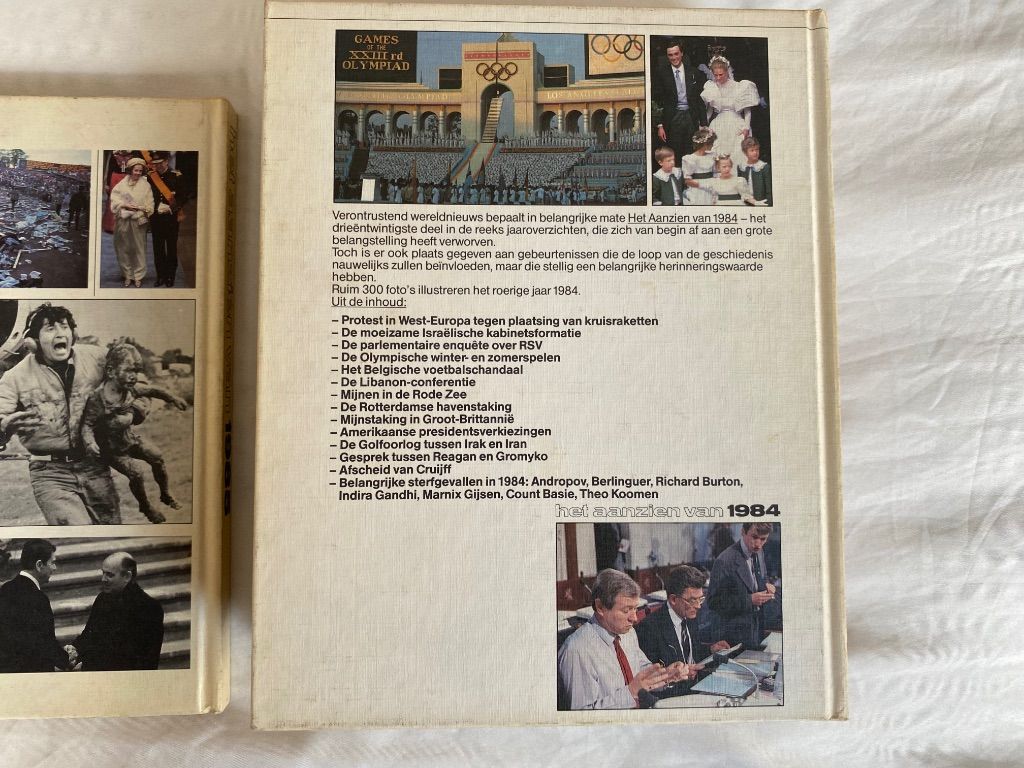 GAMES
OF THE
XXIII rd
OLYMPIAD
Verontrustend wereldnieuws bepaalt in belangrijke mate Het Aanzien van 1984 – het
drieëntwintigste deel in de reeks jaaroverzichten, die zich van begin af aan een grote
belangstelling heeft verworven.
Toch is er ook plaats gegeven aan gebeurtenissen die de loop van de geschiedenis
nauwelijks zullen beïnvloeden, maar die stellig een belangrijke herinneringswaarde
hebben.
Ruim 300 foto's illustreren het roerige jaar 1984.
Uit de inhoud:
– Protest in West-Europa tegen plaatsing van kruisraketten
– De moeizame Israëlische kabinetsformatie
– De parlementaire enquête over RSV
– De Olympische winter- en zomerspelen
– Het Belgische voetbalschandaal
– De Libanon-conferentie
– Mijnen in de Rode Zee
– De Rotterdamse havenstaking
– Mijnstaking in Groot-Brittannië
– Amerikaanse presidentsverkiezingen
– De Golfoorlog tussen Irak en Iran
– Gesprek tussen Reagan en Gromyko
– Afscheid van Cruijff
– Belangrijke sterfgevallen in 1984: Andropov, Berlinguer, Richard Burton,
Indira Gandhi, Marnix Gijsen, Count Basie, Theo Koomen
het aanzien van 1984